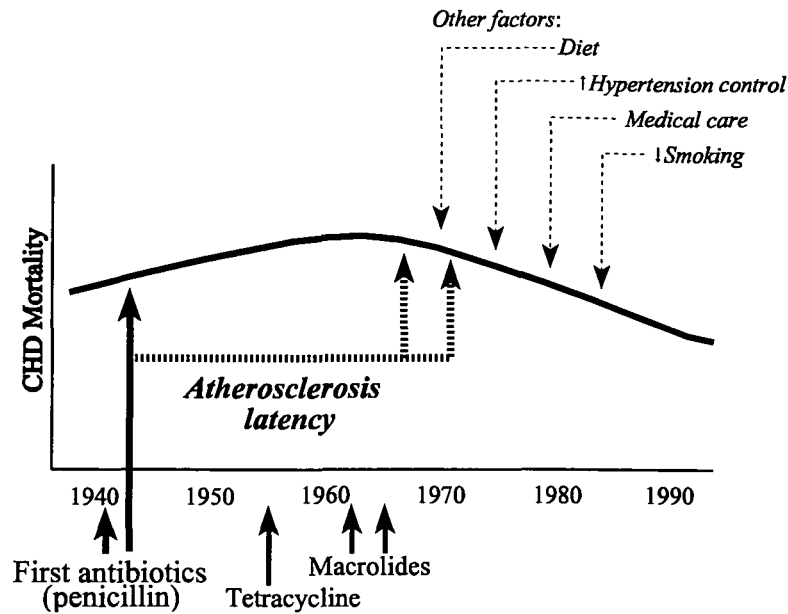 Other factors:
Diet
↑Hypertension control
Medical care
↓Smoking
CHD Mortality
Atherosclerosis
latency
1940 1950 1960 1970 1980 1990
First antibiotics
(penicillin)
Tetracycline
Macrolides